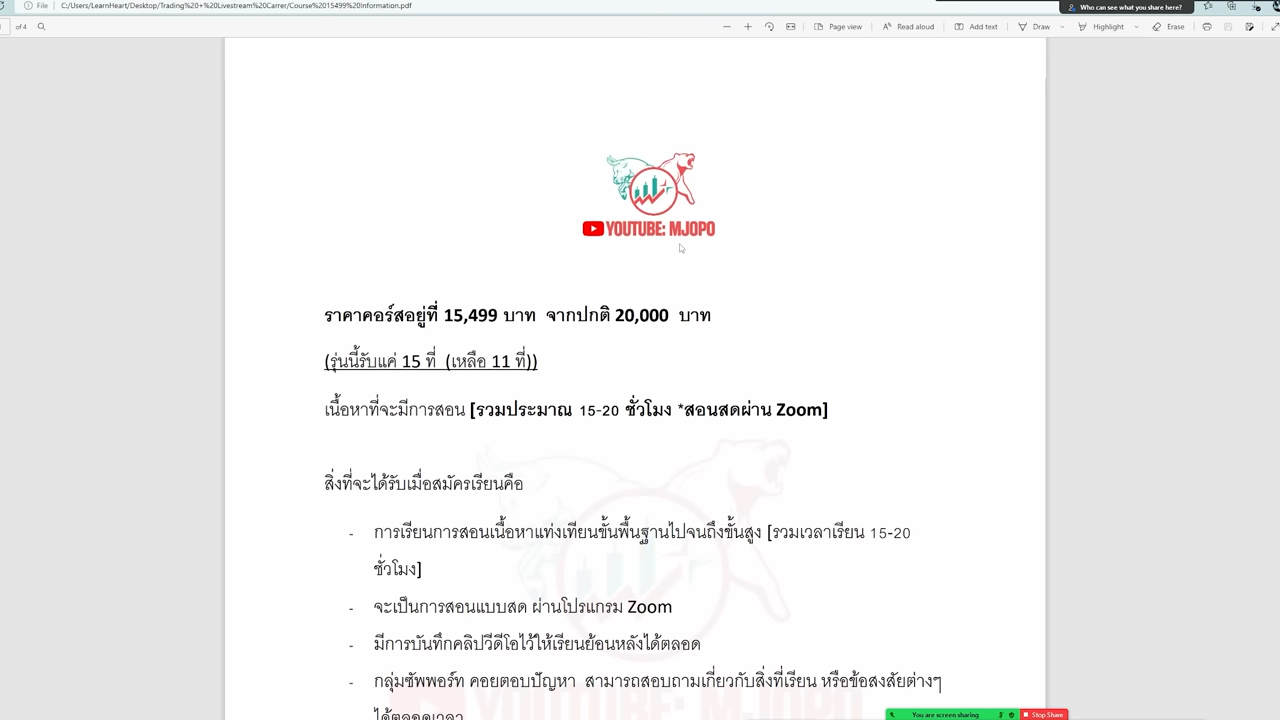 File C:/Users/LearnHeart/Desktop/Trading%20+%20Livestream%20Carrer/Course%2015499%20Information.pdf
Who can see what you share here?
of 4
Page view
Read aloud
Add text
Draw
Highlight
Erase
YOUTUBE: MJOPO
ราคาคอร์สอยู่ที่ 15,499 บาท จากปกติ 20,000 บาท
(รุ่นนี้รับแค่ 15 ที่ (เหลือ 11 ที่))
เนื้อหาที่จะมีการสอน [รวมประมาณ 15-20 ชั่วโมง *สอนสดผ่าน Zoom]
สิ่งที่จะได้รับเมื่อสมัครเรียนคือ
- การเรียนการสอนเนื้อหาแท่งเทียนขั้นพื้นฐานไปจนถึงขั้นสูง [รวมเวลาเรียน 15-20
ชั่วโมง]
- จะเป็นการสอนแบบสด ผ่านโปรแกรม Zoom
- มีการบันทึกคลิปวีดีโอไว้ให้เรียนย้อนหลังได้ตลอด
- กลุ่มซัพพอร์ท คอยตอบปัญหา สามารถสอบถามเกี่ยวกับสิ่งที่เรียน หรือข้อสงสัยต่างๆ
ได้ตลอดเวลา
You are screen sharing
Stop Share